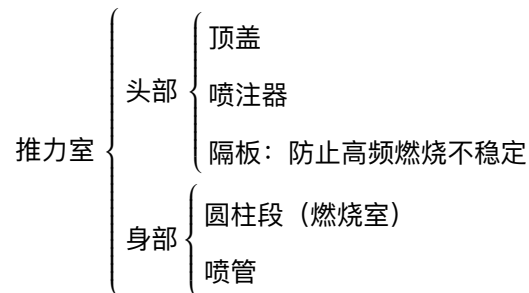 顶盖
头部
喷注器
推力室
隔板：防止高频燃烧不稳定
圆柱段（燃烧室）
身部
喷管